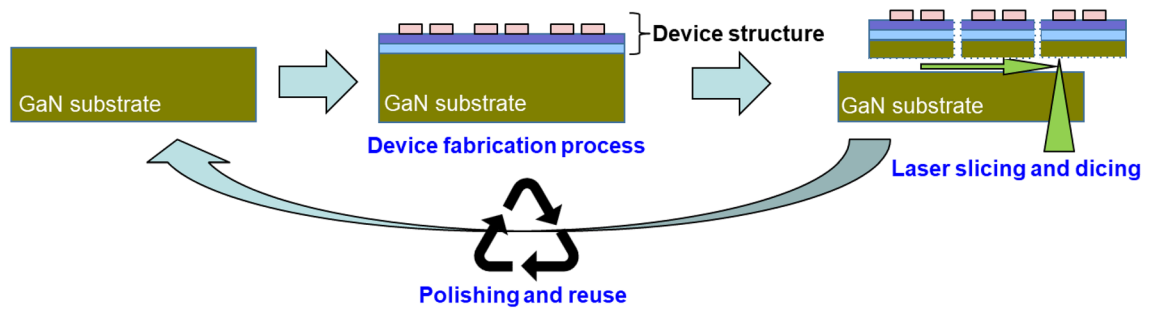 GaN substrate
Device structure
GaN substrate
Device fabrication process
GaN substrate
Laser slicing and dicing
Polishing and reuse